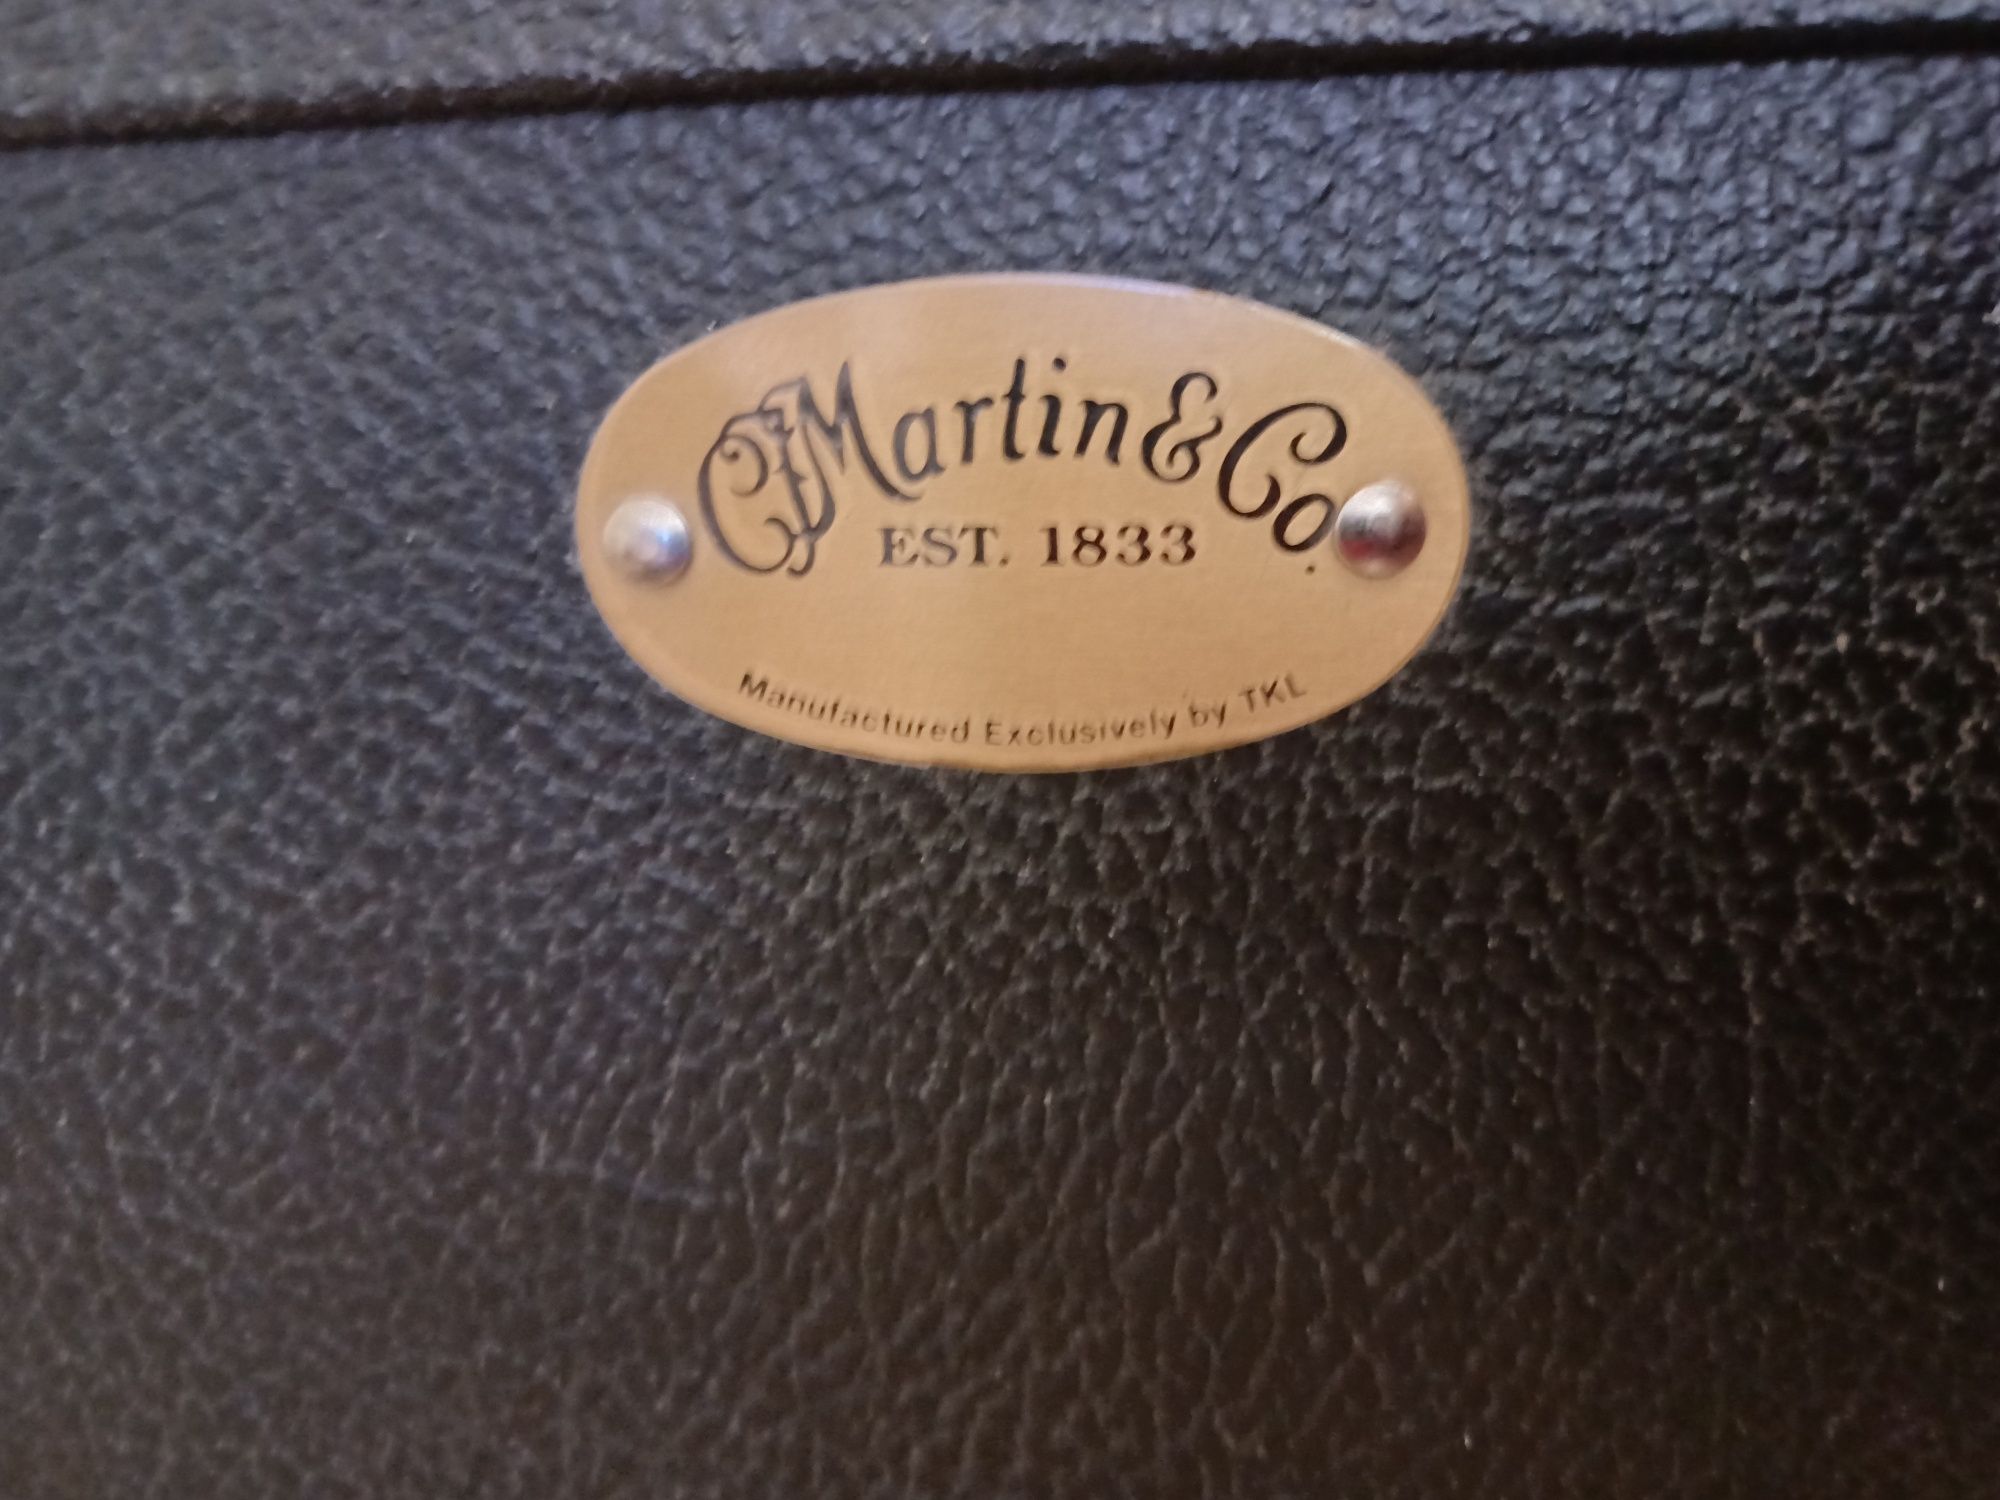 CFMartin & Co.
EST. 1833
Manufactured Exclusively by TKL